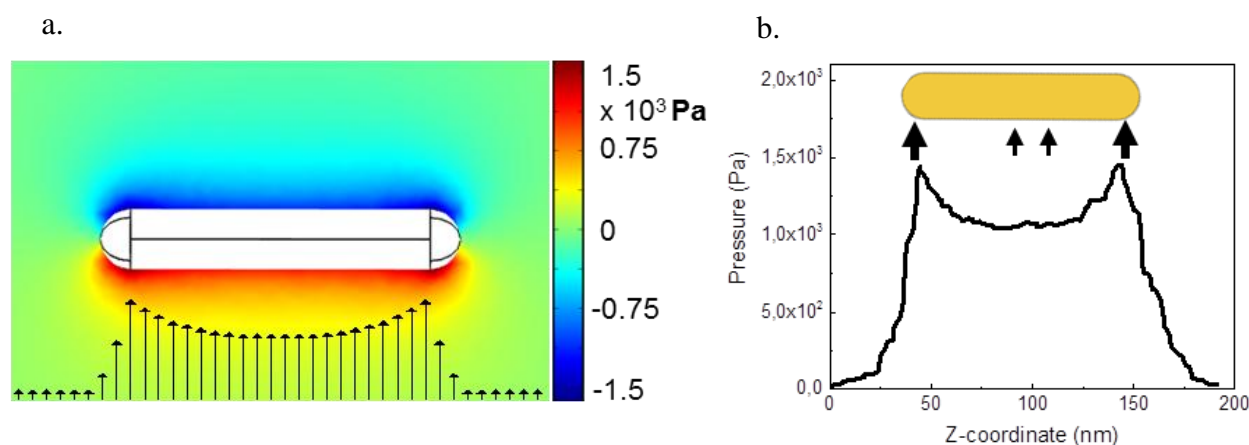 a.
1.5
x 10³ Pa
0.75
0
-0.75
-1.5
b.
2,0x10³
1,5x10³
1,0x10³
5,0x10²
0,0
Pressure (Pa)
0
50
100
150
200
Z-coordinate (nm)